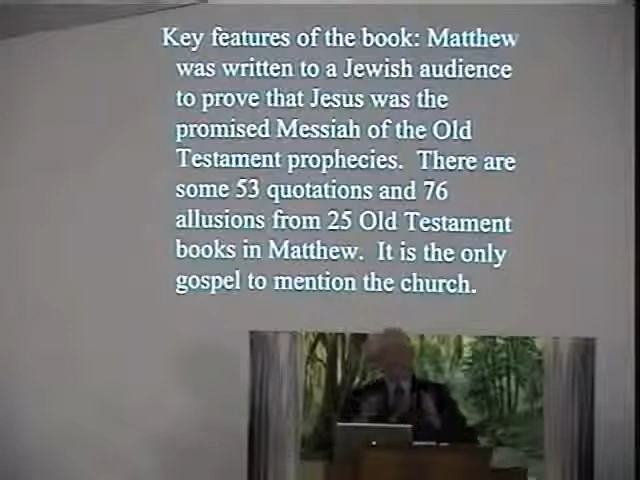 Key features of the book: Matthew
was written to a Jewish audience
to prove that Jesus was the
promised Messiah of the Old
Testament prophecies. There are
some 53 quotations and 76
allusions from 25 Old Testament
books in Matthew. It is the only
gospel to mention the church.